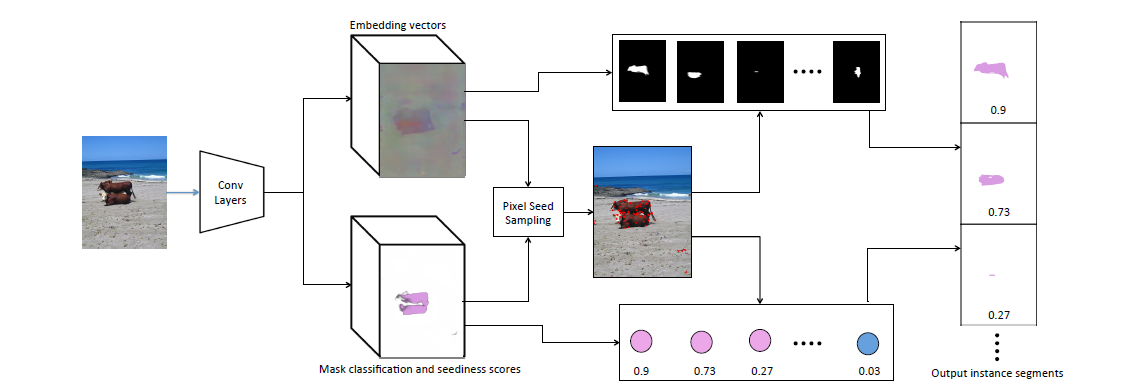 Embedding vectors
Conv
Layers
Pixel Seed
Sampling
Mask classification and seediness scores
0.9
0.73
0.27
0.03
0.9
0.73
0.27
Output instance segments